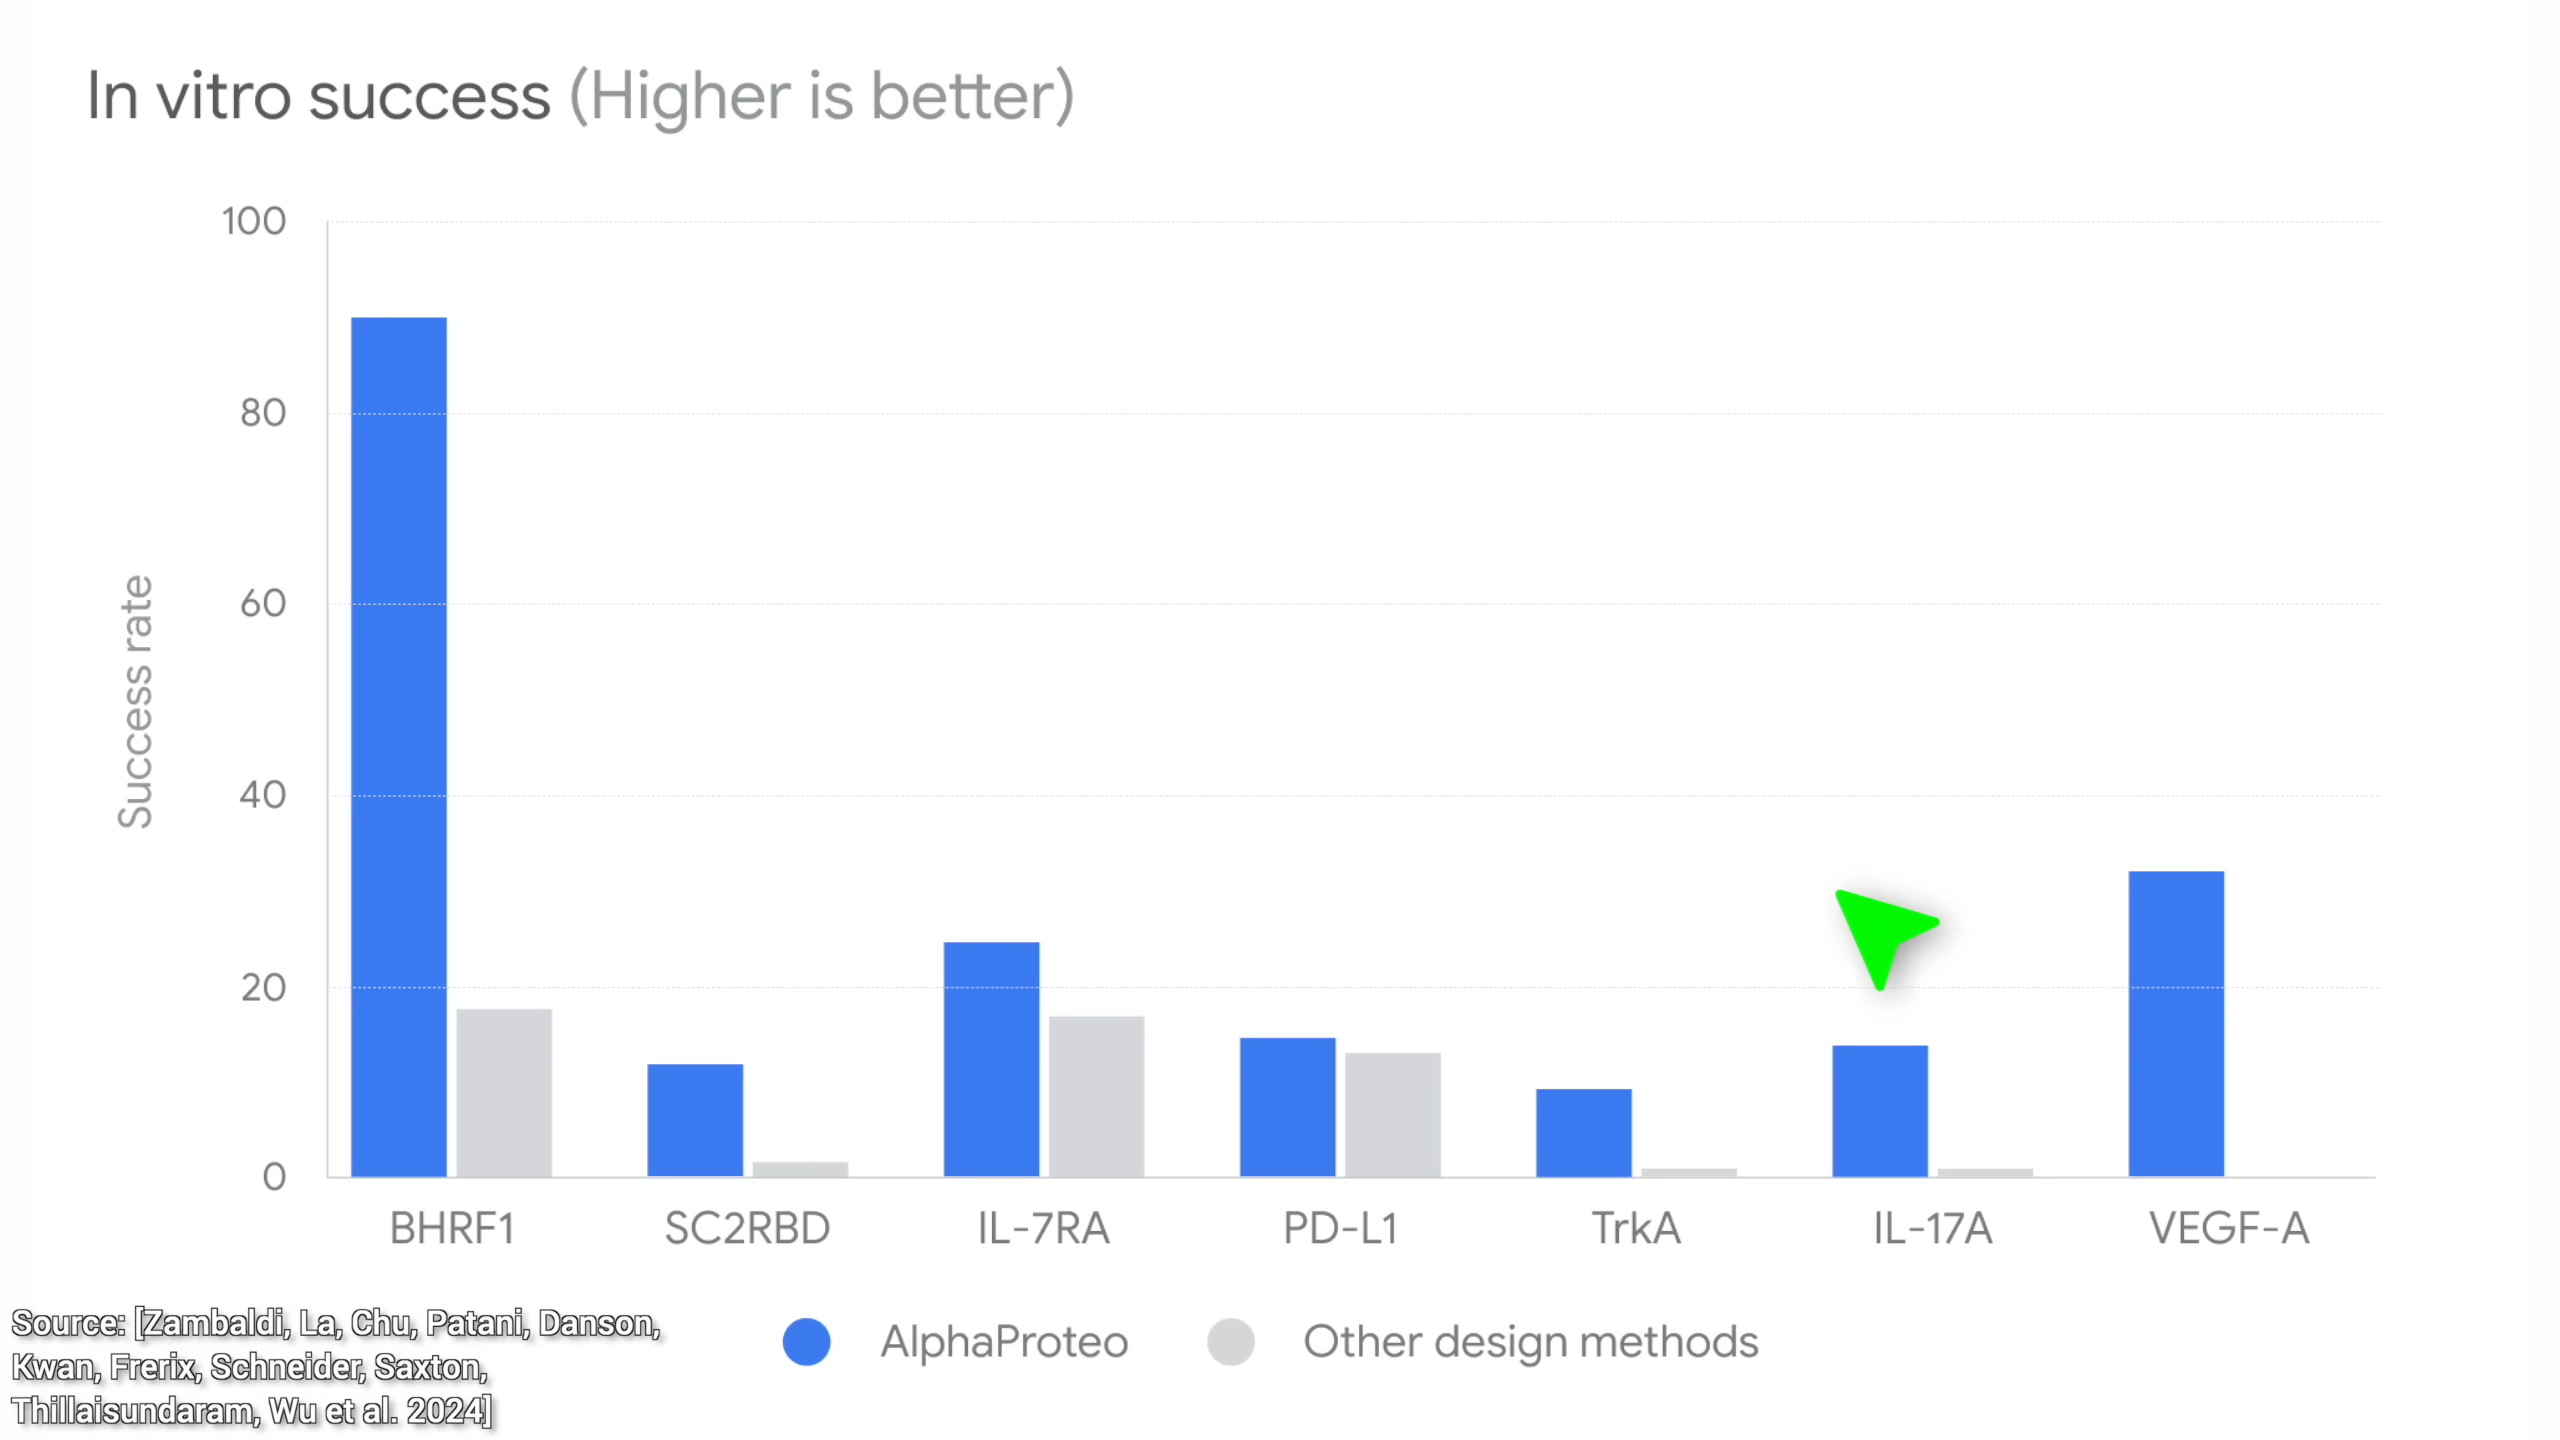 In vitro success (Higher is better)
100
80
60
40
20
0
Success rate
BHRF1 SC2RBD IL-7RA PD-L1 TrkA IL-17A VEGF-A
AlphaProteo Other design methods
Source: [Zambaldi, La, Chu, Patani, Danson,
Kwan, Frerix, Schneider, Saxton,
Thillaisundaram, Wu et al. 2024]